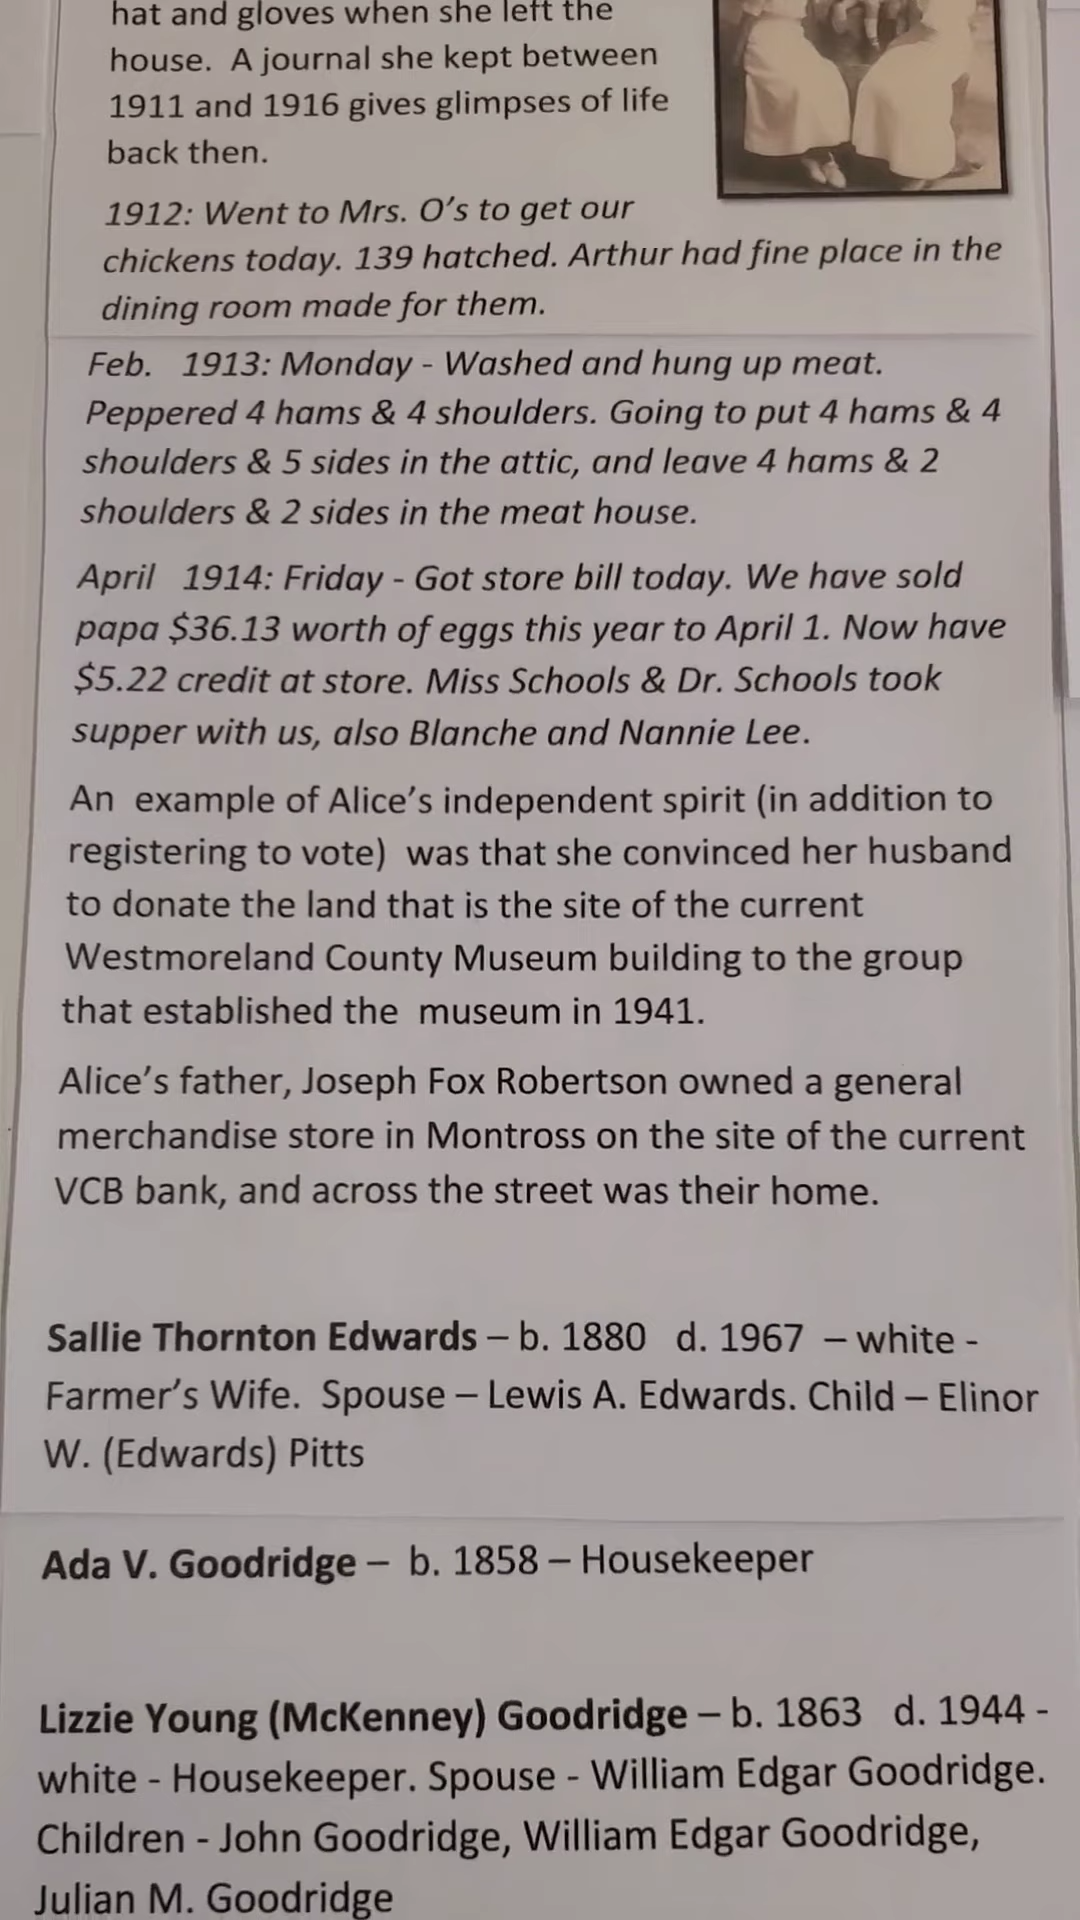 hat and gloves when she left the
house. A journal she kept between
1911 and 1916 gives glimpses of life
back then.
1912: Went to Mrs. O's to get our
chickens today. 139 hatched. Arthur had fine place in the
dining room made for them.
Feb. 1913: Monday - Washed and hung up meat.
Peppered 4 hams & 4 shoulders. Going to put 4 hams & 4
shoulders & 5 sides in the attic, and leave 4 hams & 2
shoulders & 2 sides in the meat house.
April 1914: Friday - Got store bill today. We have sold
papa $36.13 worth of eggs this year to April 1. Now have
$5.22 credit at store. Miss Schools & Dr. Schools took
supper with us, also Blanche and Nannie Lee.
An example of Alice's independent spirit (in addition to
registering to vote) was that she convinced her husband
to donate the land that is the site of the current
Westmoreland County Museum building to the group
that established the museum in 1941.
Alice's father, Joseph Fox Robertson owned a general
merchandise store in Montross on the site of the current
VCB bank, and across the street was their home.
Sallie Thornton Edwards – b. 1880 d. 1967 – white -
Farmer's Wife. Spouse – Lewis A. Edwards. Child – Elinor
W. (Edwards) Pitts
Ada V. Goodridge – b. 1858 – Housekeeper
Lizzie Young (McKenney) Goodridge – b. 1863 d. 1944 -
white - Housekeeper. Spouse - William Edgar Goodridge.
Children - John Goodridge, William Edgar Goodridge,
Julian M. Goodridge